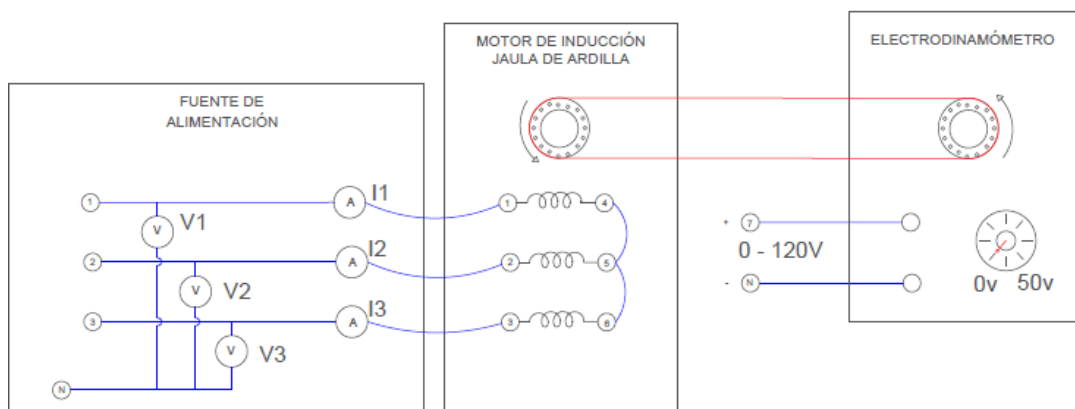 FUENTE DE
ALIMENTACIÓN
1
A
I1
V
V1
2
A
I2
V
V2
3
A
I3
V
V3
N
MOTOR DE INDUCCIÓN
JAULA DE ARDILLA
1
4
2
5
3
6
ELECTRODINAMÓMETRO
+
7
0 - 120V
-
N
0v
50v